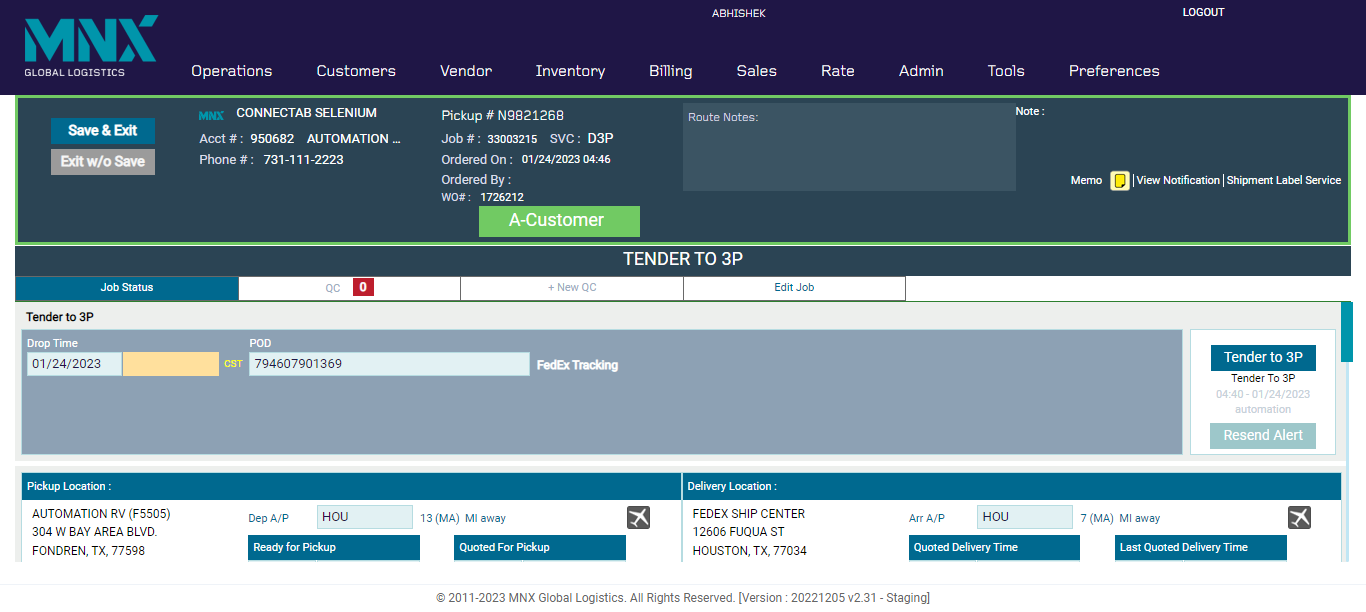 ABHISHEK
LOGOUT
MNX
GLOBAL LOGISTICS
Operations Customers Vendor Inventory Billing Sales Rate Admin Tools Preferences
Save & Exit
Exit w/o Save
MNX CONNECTAB SELENIUM
Acct # : 950682 AUTOMATION ...
Phone # : 731-111-2223
Pickup # N9821268
Job # : 33003215 SVC : D3P
Ordered On : 01/24/2023 04:46
Ordered By :
WO# : 1726212
A-Customer
Route Notes:
Note :
Memo | View Notification | Shipment Label Service
TENDER TO 3P
Job Status QC 0 + New QC Edit Job
Tender to 3P
Drop Time POD
01/24/2023 CST 794607901369 FedEx Tracking
Tender to 3P
Tender To 3P
04:40 - 01/24/2023
automation
Resend Alert
Pickup Location :
AUTOMATION RV (F5505)
304 W BAY AREA BLVD.
FONDREN, TX, 77598
Dep A/P HOU 13 (MA) MI away
Ready for Pickup Quoted For Pickup
Delivery Location :
FEDEX SHIP CENTER
12606 FUQUA ST
HOUSTON, TX, 77034
Arr A/P HOU 7 (MA) MI away
Quoted Delivery Time Last Quoted Delivery Time
© 2011-2023 MNX Global Logistics. All Rights Reserved. [Version : 20221205 v2.31 - Staging]